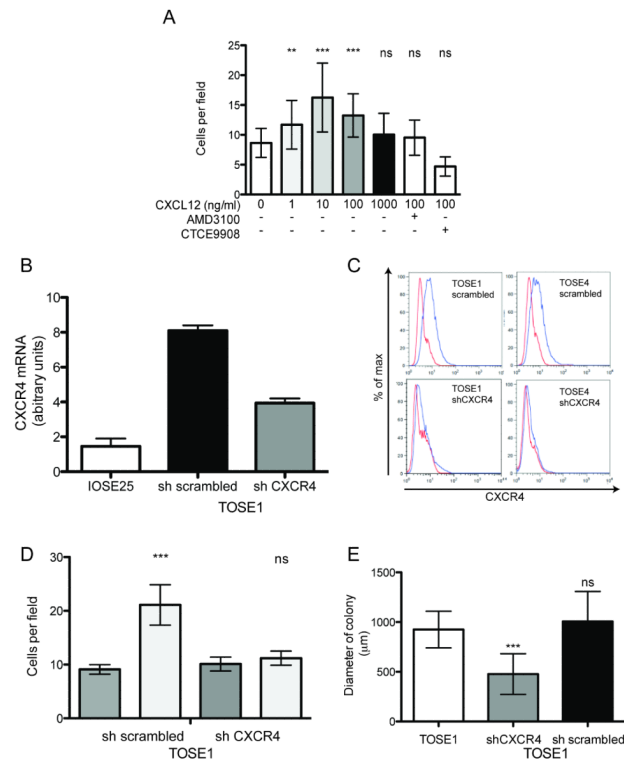 A
** *** *** ns ns ns
25
20
15
10
5
0
Cells per field
CXCL12 (ng/ml) 0 1 10 100 1000 100 100
AMD3100 - - - - - + -
CTCE9908 - - - - - - +
B
10
8
6
4
2
0
CXCR4 mRNA
(abitrary units)
IOSE25 sh scrambled sh CXCR4
TOSE1
C
TOSE1
scrambled
TOSE4
scrambled
TOSE1
shCXCR4
TOSE4
shCXCR4
% of max
CXCR4
D
30
20
10
0
Cells per field
*** ns
sh scrambled sh CXCR4
TOSE1
E
1500
1000
500
0
Diameter of colony
(µm)
*** ns
TOSE1 shCXCR4 sh scrambled
TOSE1